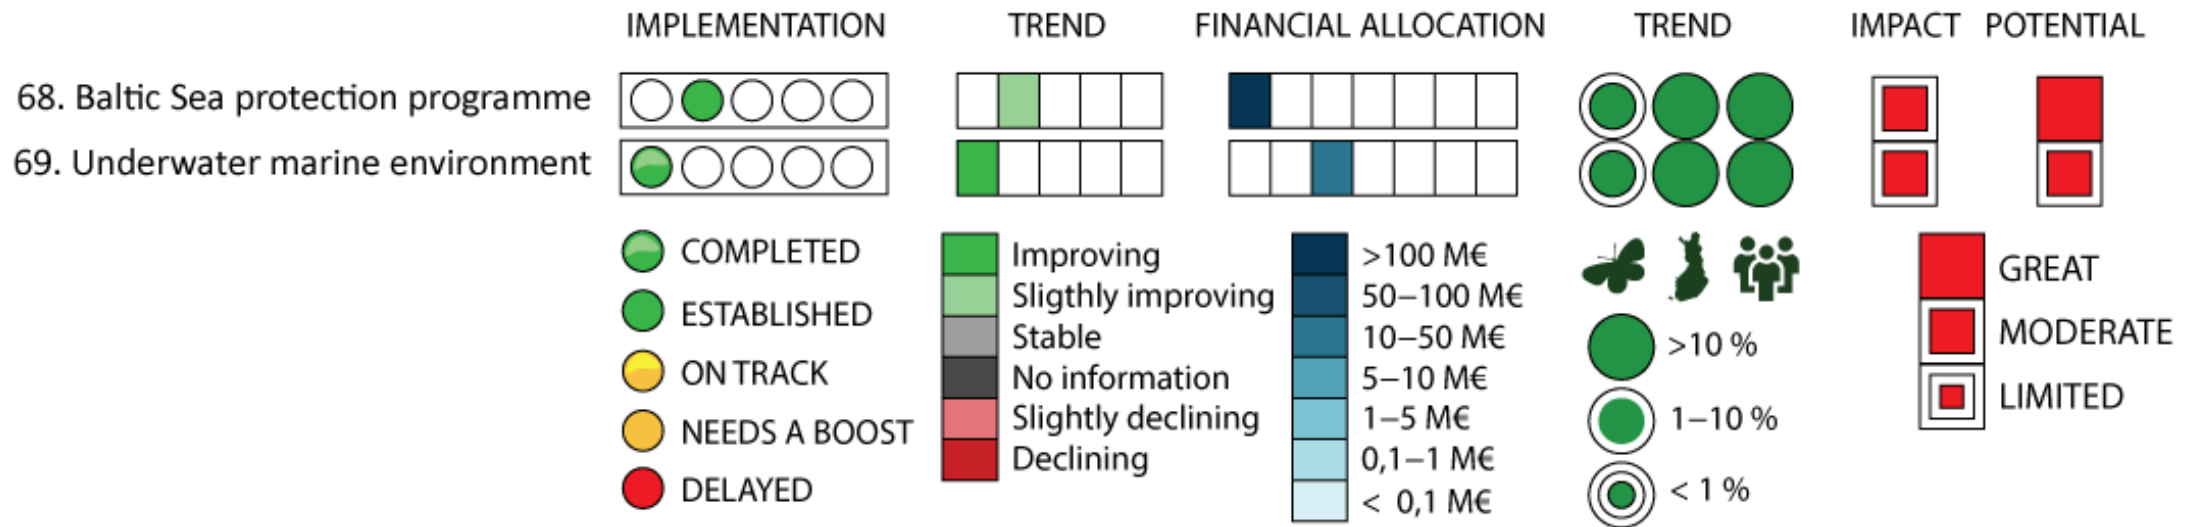 IMPLEMENTATION TREND FINANCIAL ALLOCATION TREND IMPACT POTENTIAL
68. Baltic Sea protection programme
69. Underwater marine environment
COMPLETED
ESTABLISHED
ON TRACK
NEEDS A BOOST
DELAYED
Improving
Sligthly improving
Stable
No information
Slightly declining
Declining
>100 M€
50–100 M€
10–50 M€
5–10 M€
1–5 M€
0,1–1 M€
< 0,1 M€
>10 %
1–10 %
< 1 %
GREAT
MODERATE
LIMITED